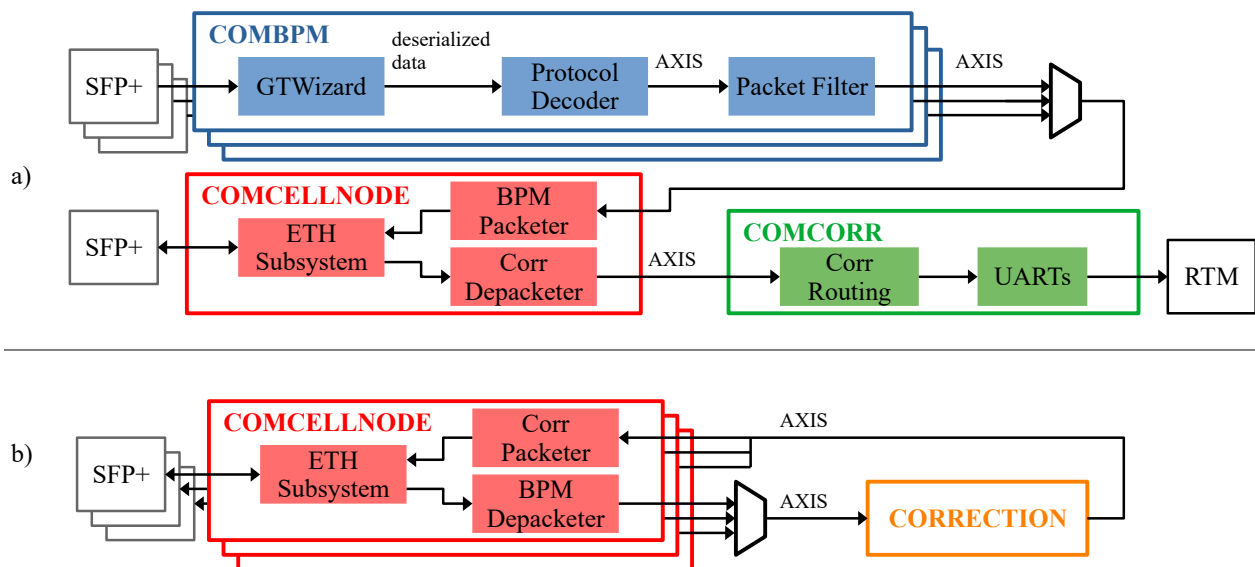 COMBPM
deserialized
data
AXIS
AXIS
SFP+
GTWizard
Protocol
Decoder
Packet Filter
a)
COMCELLNODE
BPM
Packeter
SFP+
ETH
Subsystem
Corr
Depacketer
AXIS
COMCORR
Corr
Routing
UARTs
RTM
b)
COMCELLNODE
Corr
Packeter
AXIS
SFP+
ETH
Subsystem
BPM
Depacketer
AXIS
CORRECTION